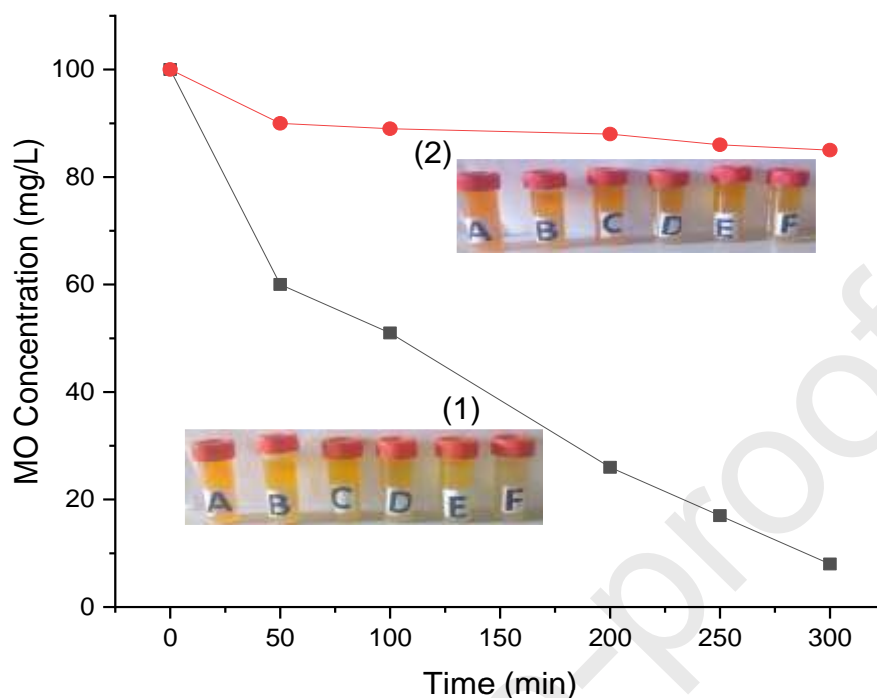 MO Concentration (mg/L)
100
80
60
40
20
0
(2)
A B C D E F
(1)
A B C D E F
0 50 100 150 200 250 300
Time (min)
-proof